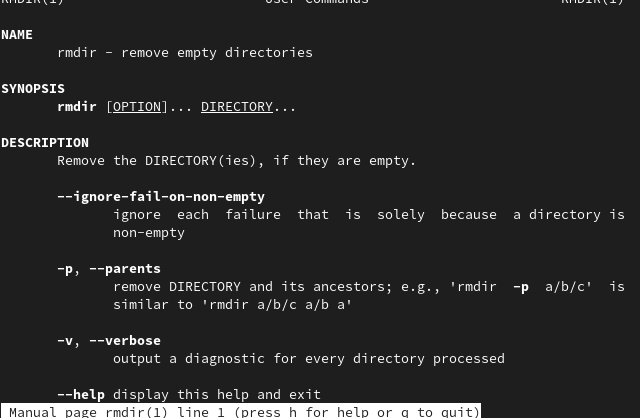 RMDIR(1) User Commands RMDIR(1)
NAME
rmdir - remove empty directories
SYNOPSIS
rmdir [OPTION]... DIRECTORY...
DESCRIPTION
Remove the DIRECTORY(ies), if they are empty.
--ignore-fail-on-non-empty
ignore each failure that is solely because a directory is
non-empty
-p, --parents
remove DIRECTORY and its ancestors; e.g., 'rmdir -p a/b/c' is
similar to 'rmdir a/b/c a/b a'
-v, --verbose
output a diagnostic for every directory processed
--help display this help and exit
Manual page rmdir(1) line 1 (press h for help or q to quit)